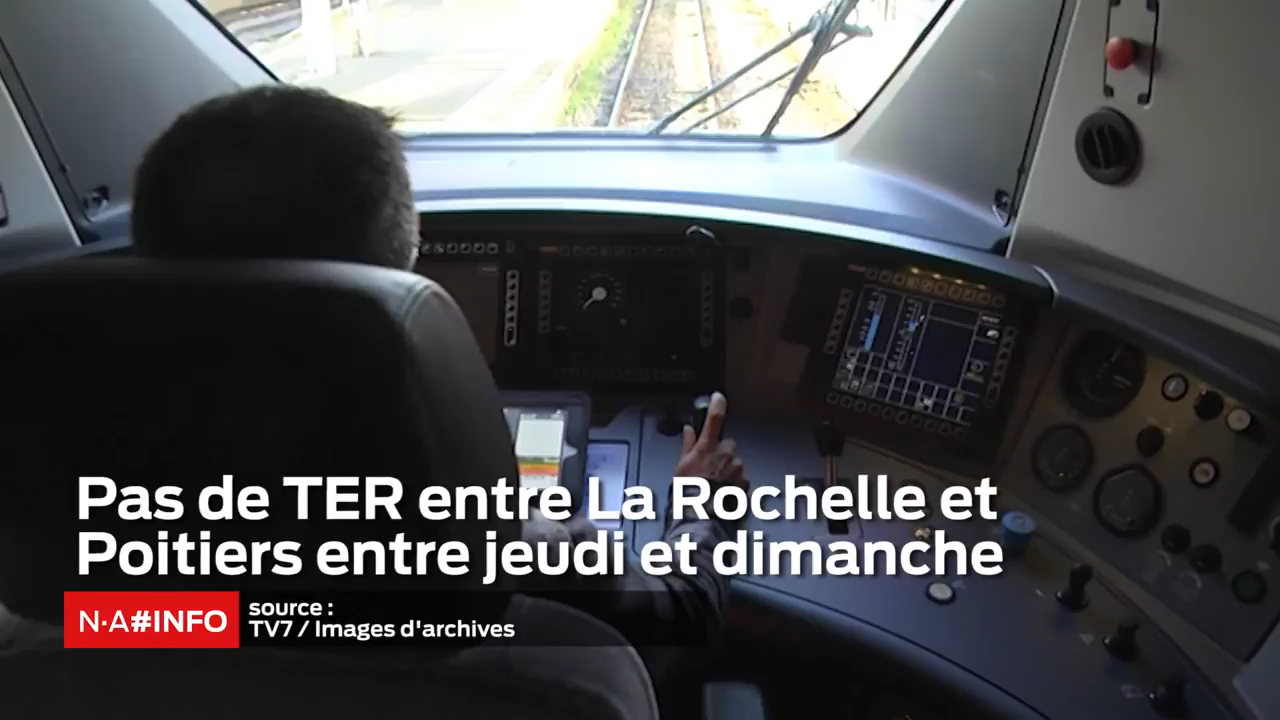 Pas de TER entre La Rochelle et
Poitiers entre jeudi et dimanche
N·A#INFO
source :
TV7 / Images d'archives